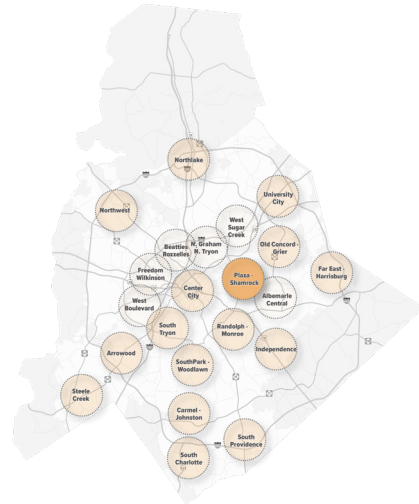 Northlake
University
City
Northwest
West
Sugar
Creek
Beatties
Rozzelles
N. Graham
N. Tryon
Old Concord -
Grier
Freedom
Wilkinson
Plaza -
Shamrock
Far East -
Harrisburg
Center
City
Albemarle
Central
West
Boulevard
South
Tryon
Randolph -
Monroe
Arrowood
Independence
SouthPark -
Woodlawn
Steele
Creek
Carmel -
Johnston
South
Providence
South
Charlotte